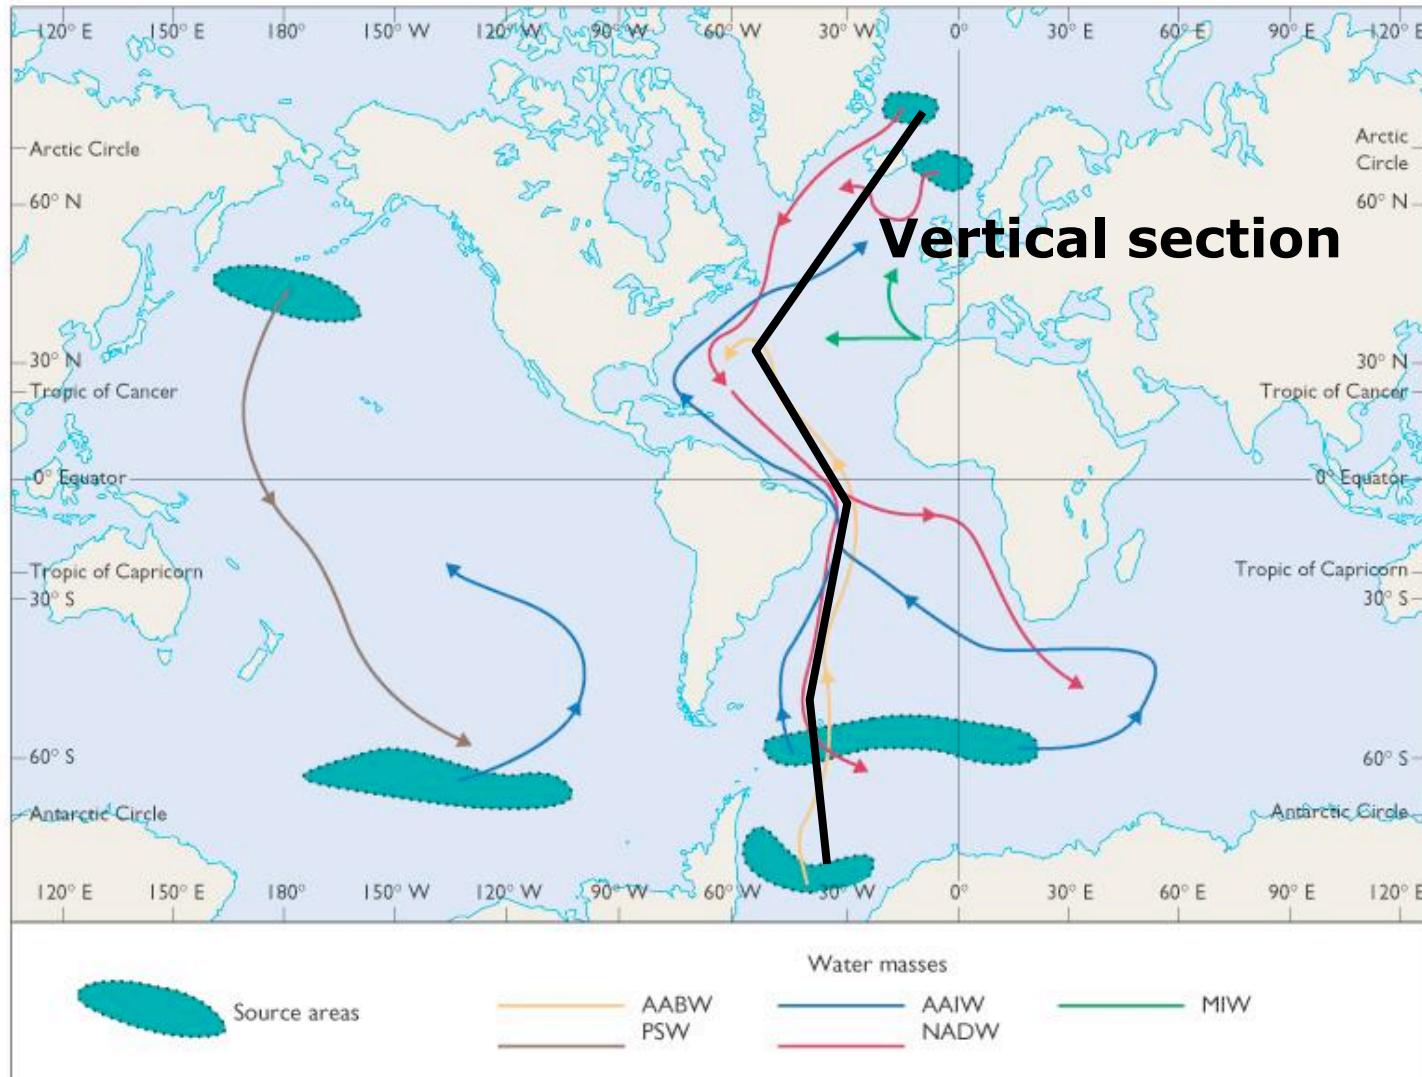 120° E 150° E 180° 150° W 120° W 90° W 60° W 30° W 0° 30° E 60° E 90° E 120° E
Arctic Circle
Arctic
Circle
60° N
60° N
Vertical section
30° N
30° N
Tropic of Cancer
Tropic of Cancer
0° Equator
0° Equator
Tropic of Capricorn
Tropic of Capricorn
30° S
30° S
60° S
60° S
Antarctic Circle
Antarctic Circle
120° E 150° E 180° 150° W 120° W 90° W 60° W 30° W 0° 30° E 60° E 90° E 120° E
Water masses
Source areas
AABW
AAIW
MIW
PSW
NADW